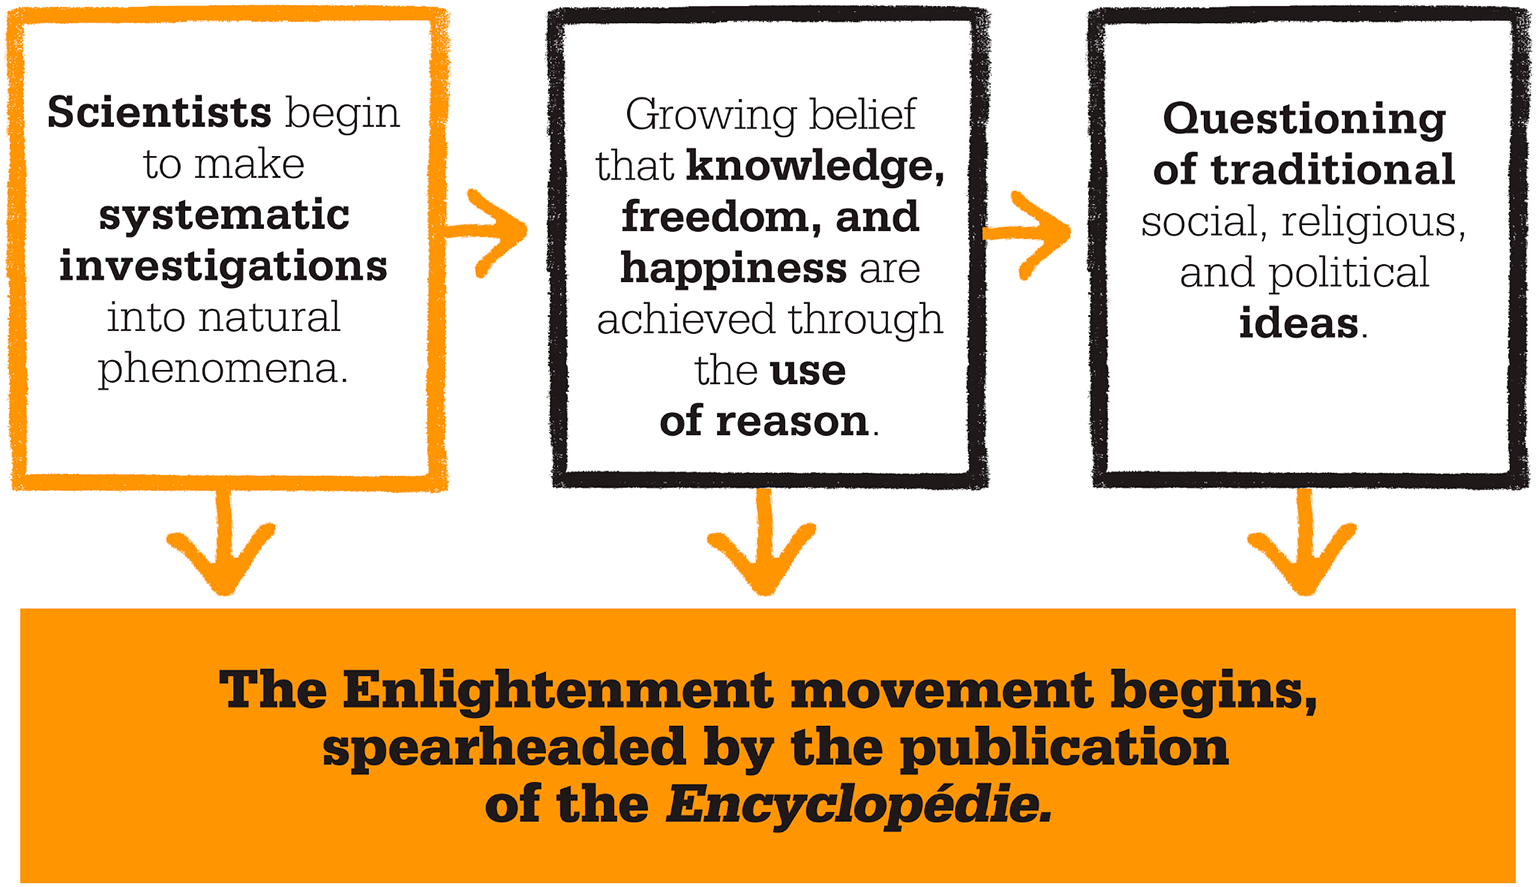 Scientists begin
to make
systematic
investigations
into natural
phenomena.
Growing belief
that knowledge,
freedom, and
happiness are
achieved through
the use
of reason.
Questioning
of traditional
social, religious,
and political
ideas.
The Enlightenment movement begins,
spearheaded by the publication
of the Encyclopédie.